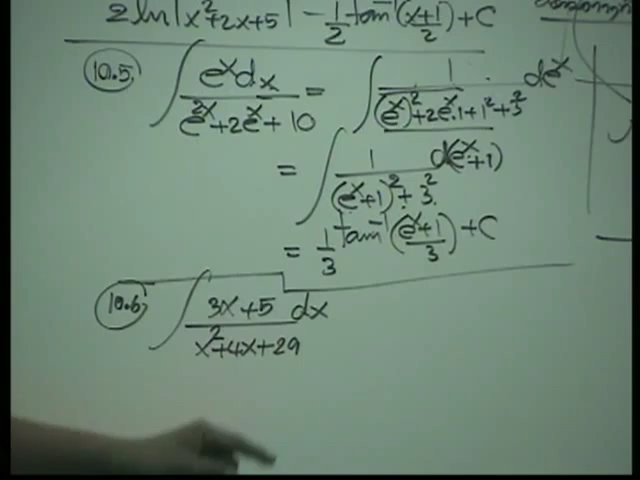 2 ln|x²+2x+5| - 1/2 tan⁻¹(x+1/2) + C
10.5 ∫ eˣdx / e²ˣ+2eˣ+10 = ∫ 1 / (eˣ)²+2eˣ·1+1²+3² · deˣ
= ∫ 1 / (eˣ+1)²+3² d(eˣ+1)
= 1/3 tan⁻¹(eˣ+1/3) + C
10.6 ∫ 3x+5 / x²+4x+29 dx